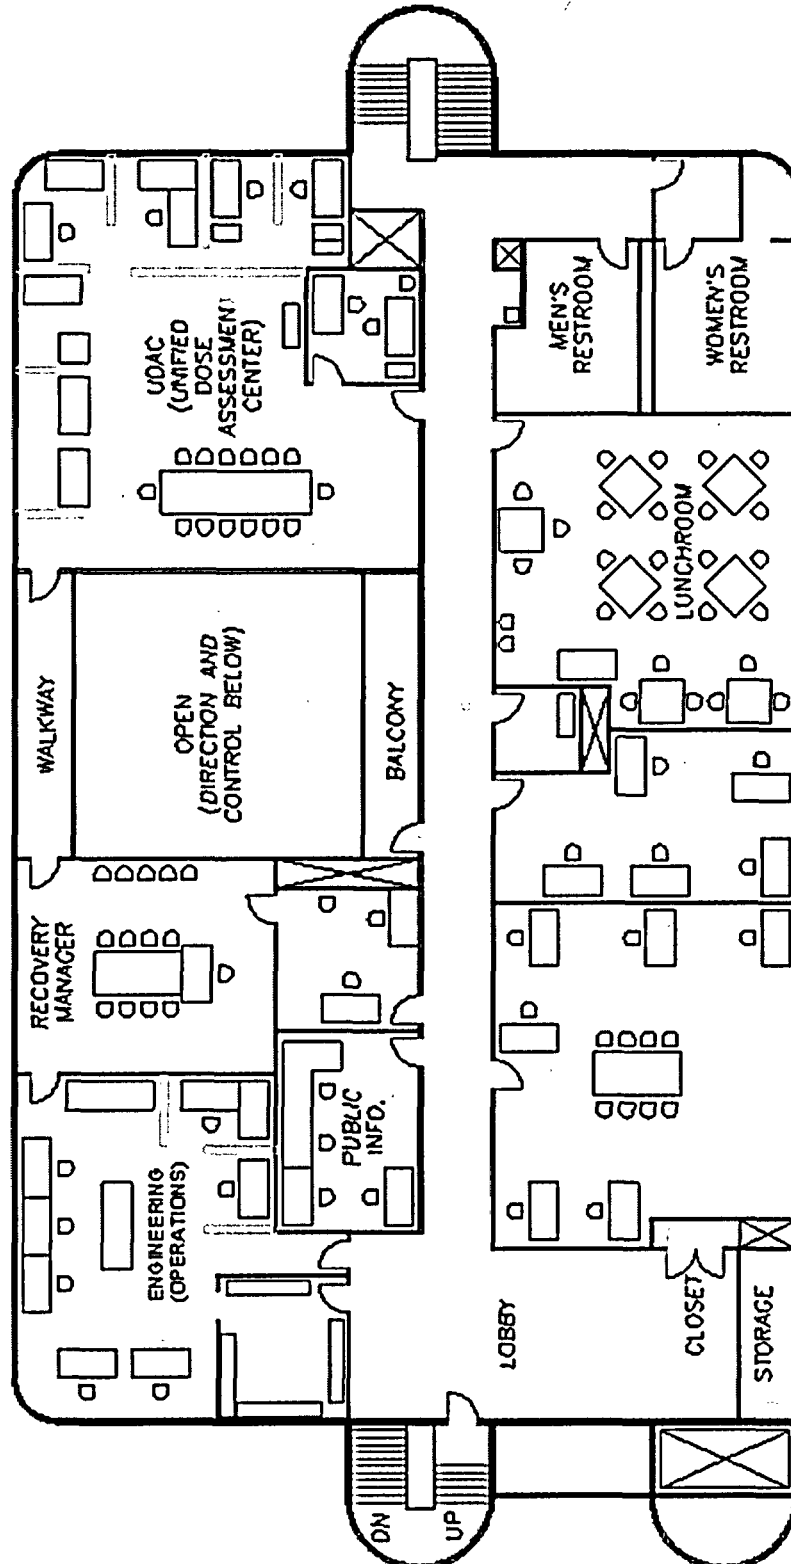 UDAC
(UNIFIED
DOSE
ASSESSMENT
CENTER)
MEN'S
RESTROOM
WOMEN'S
RESTROOM
LUNCHROOM
WALKWAY
OPEN
(DIRECTION AND
CONTROL BELOW)
BALCONY
RECOVERY
MANAGER
ENGINEERING
(OPERATIONS)
PUBLIC
INFO.
LOBBY
CLOSET
STORAGE
DN
UP